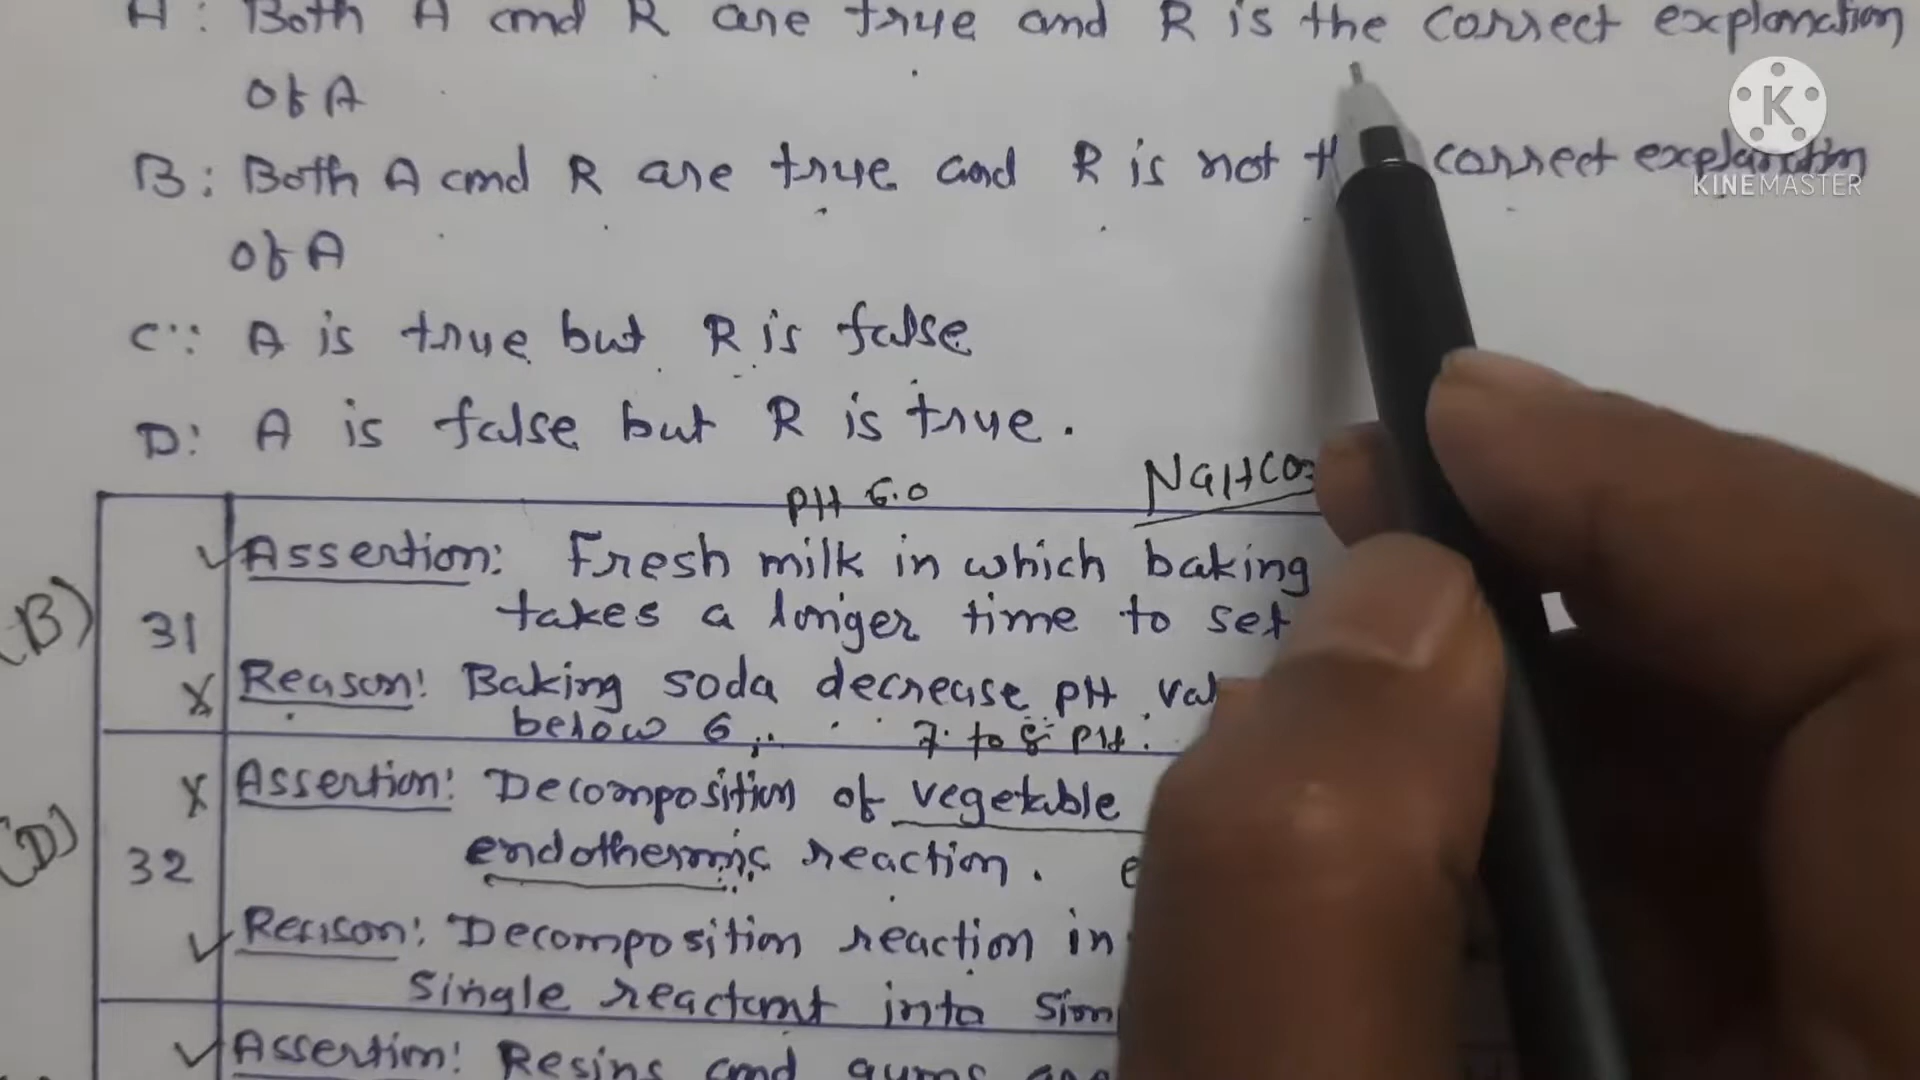 A: Both A and R are true and R is the correct explanation
of A
B: Both A and R are true and R is not correct explanation
KINEMASTER
of A
C: A is true but R is false
D: A is false but R is true.
PH 6.0 NaHCO3
Assertion: Fresh milk in which baking
(B) 31 takes a longer time to set
Reason: Baking soda decrease pH
below 6 7 to 8 PH.
Assertion: Decomposition of vegetable
(D) 32 endothermic reaction.
Reason: Decomposition reaction
Single reactant into
Assertion: Resins and gums are